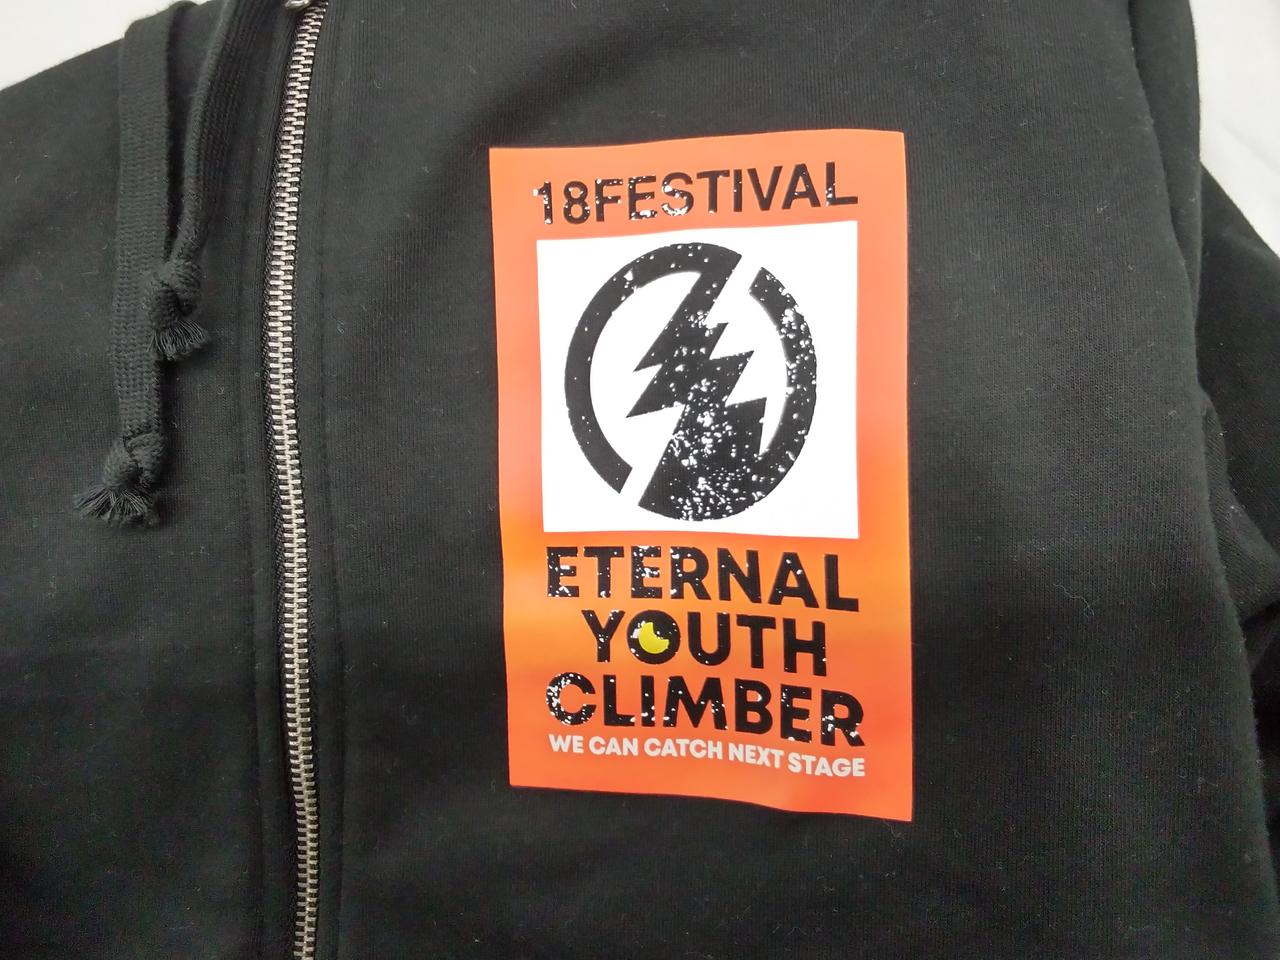 18FESTIVAL
ETERNAL
YOUTH
CLIMBER
WE CAN CATCH NEXT STAGE